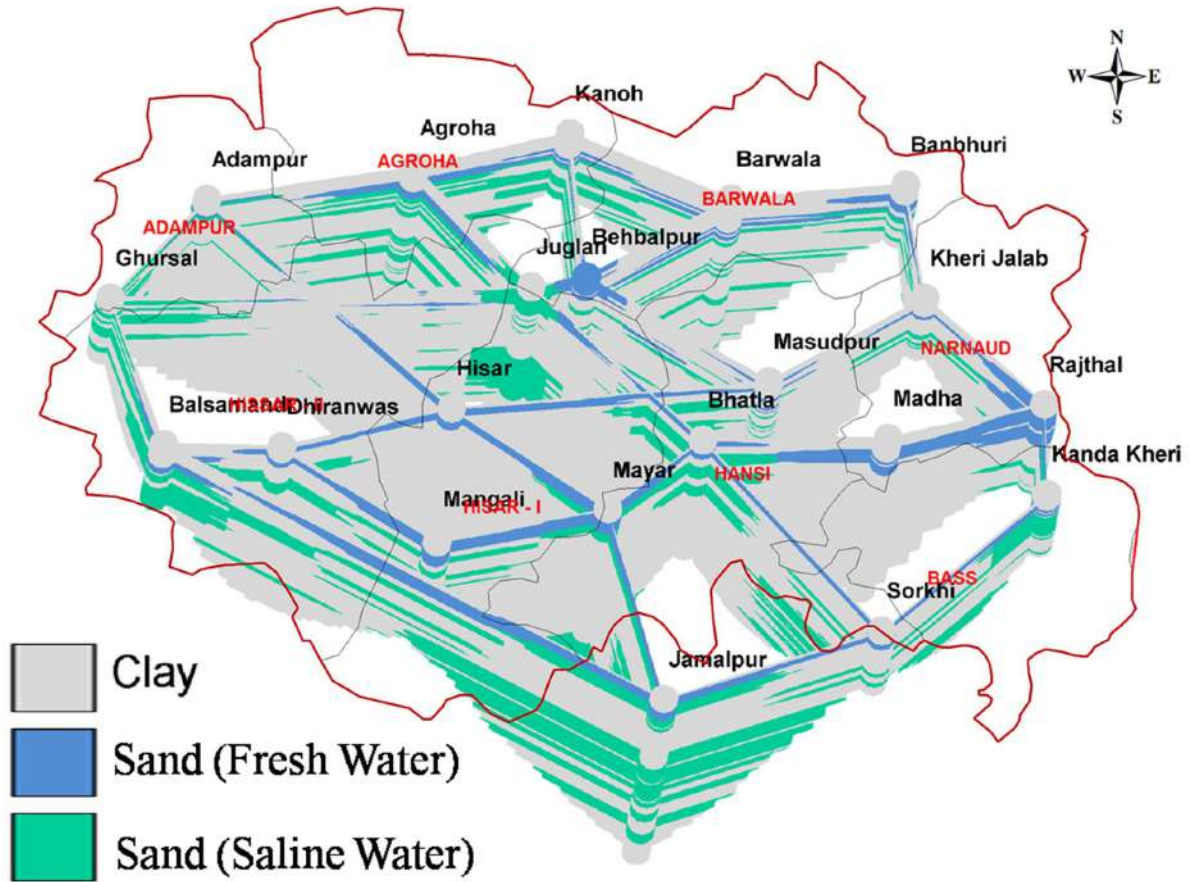 N
W E
S
Kanoh
Agroha
Banbhuri
Adampur
AGROHA
Barwala
BARWALA
ADAMPUR
Juglan
Behbalpur
Ghursal
Kheri Jalab
Masudpur
NARNAUD
Hisar
Rajthal
Balsamand
Dhiranwas
Bhatla
Madha
Kanda Kheri
Mayar
HANSI
Mangali
HISAR - I
BASS
Sorkhi
Jamalpur
Clay
Sand (Fresh Water)
Sand (Saline Water)